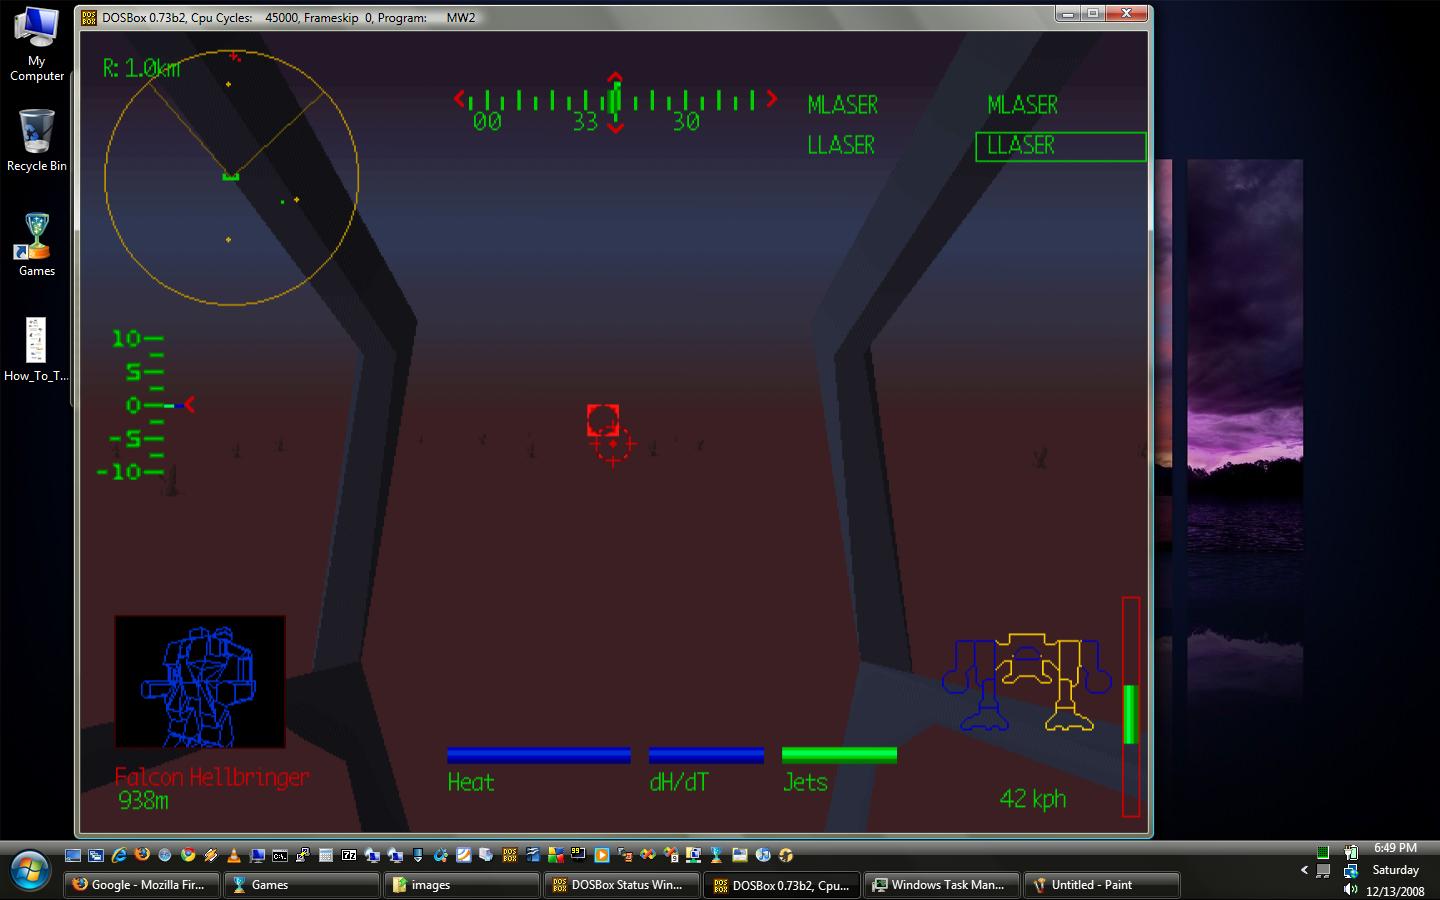 DOSBox 0.73b2, Cpu Cycles: 45000, Frameskip 0, Program: MW2
My
Computer
Recycle Bin
Games
How_To_T...
R: 1.0km
00 33 30
MLASER MLASER
LLASER LLASER
10
5
0
-5
-10
Falcon Hellbringer
938m
Heat dH/dT Jets
42 kph
Google - Mozilla Fir...
Games
images
DOSBox Status Win...
DOSBox 0.73b2, Cpu...
Windows Task Man...
Untitled - Paint
6:49 PM
Saturday
12/13/2008